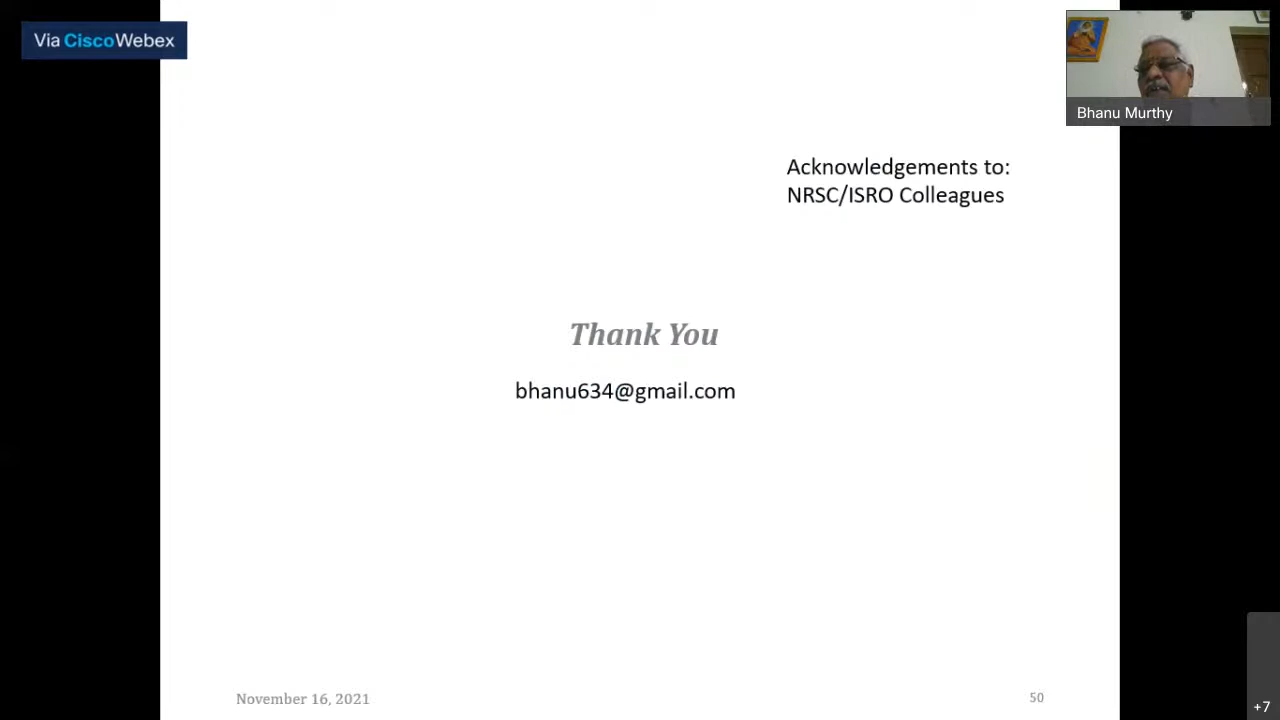 Via CiscoWebex
Bhanu Murthy
Acknowledgements to:
NRSC/ISRO Colleagues
Thank You
bhanu634@gmail.com
November 16, 2021
50
+7